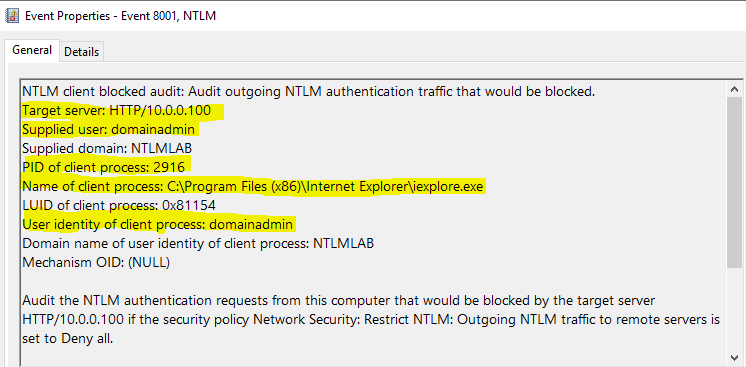 Event Properties - Event 8001, NTLM
General Details
NTLM client blocked audit: Audit outgoing NTLM authentication traffic that would be blocked.
Target server: HTTP/10.0.0.100
Supplied user: domainadmin
Supplied domain: NTLMLAB
PID of client process: 2916
Name of client process: C:\Program Files (x86)\Internet Explorer\iexplore.exe
LUID of client process: 0x81154
User identity of client process: domainadmin
Domain name of user identity of client process: NTLMLAB
Mechanism OID: (NULL)
Audit the NTLM authentication requests from this computer that would be blocked by the target server
HTTP/10.0.0.100 if the security policy Network Security: Restrict NTLM: Outgoing NTLM traffic to remote servers is
set to Deny all.